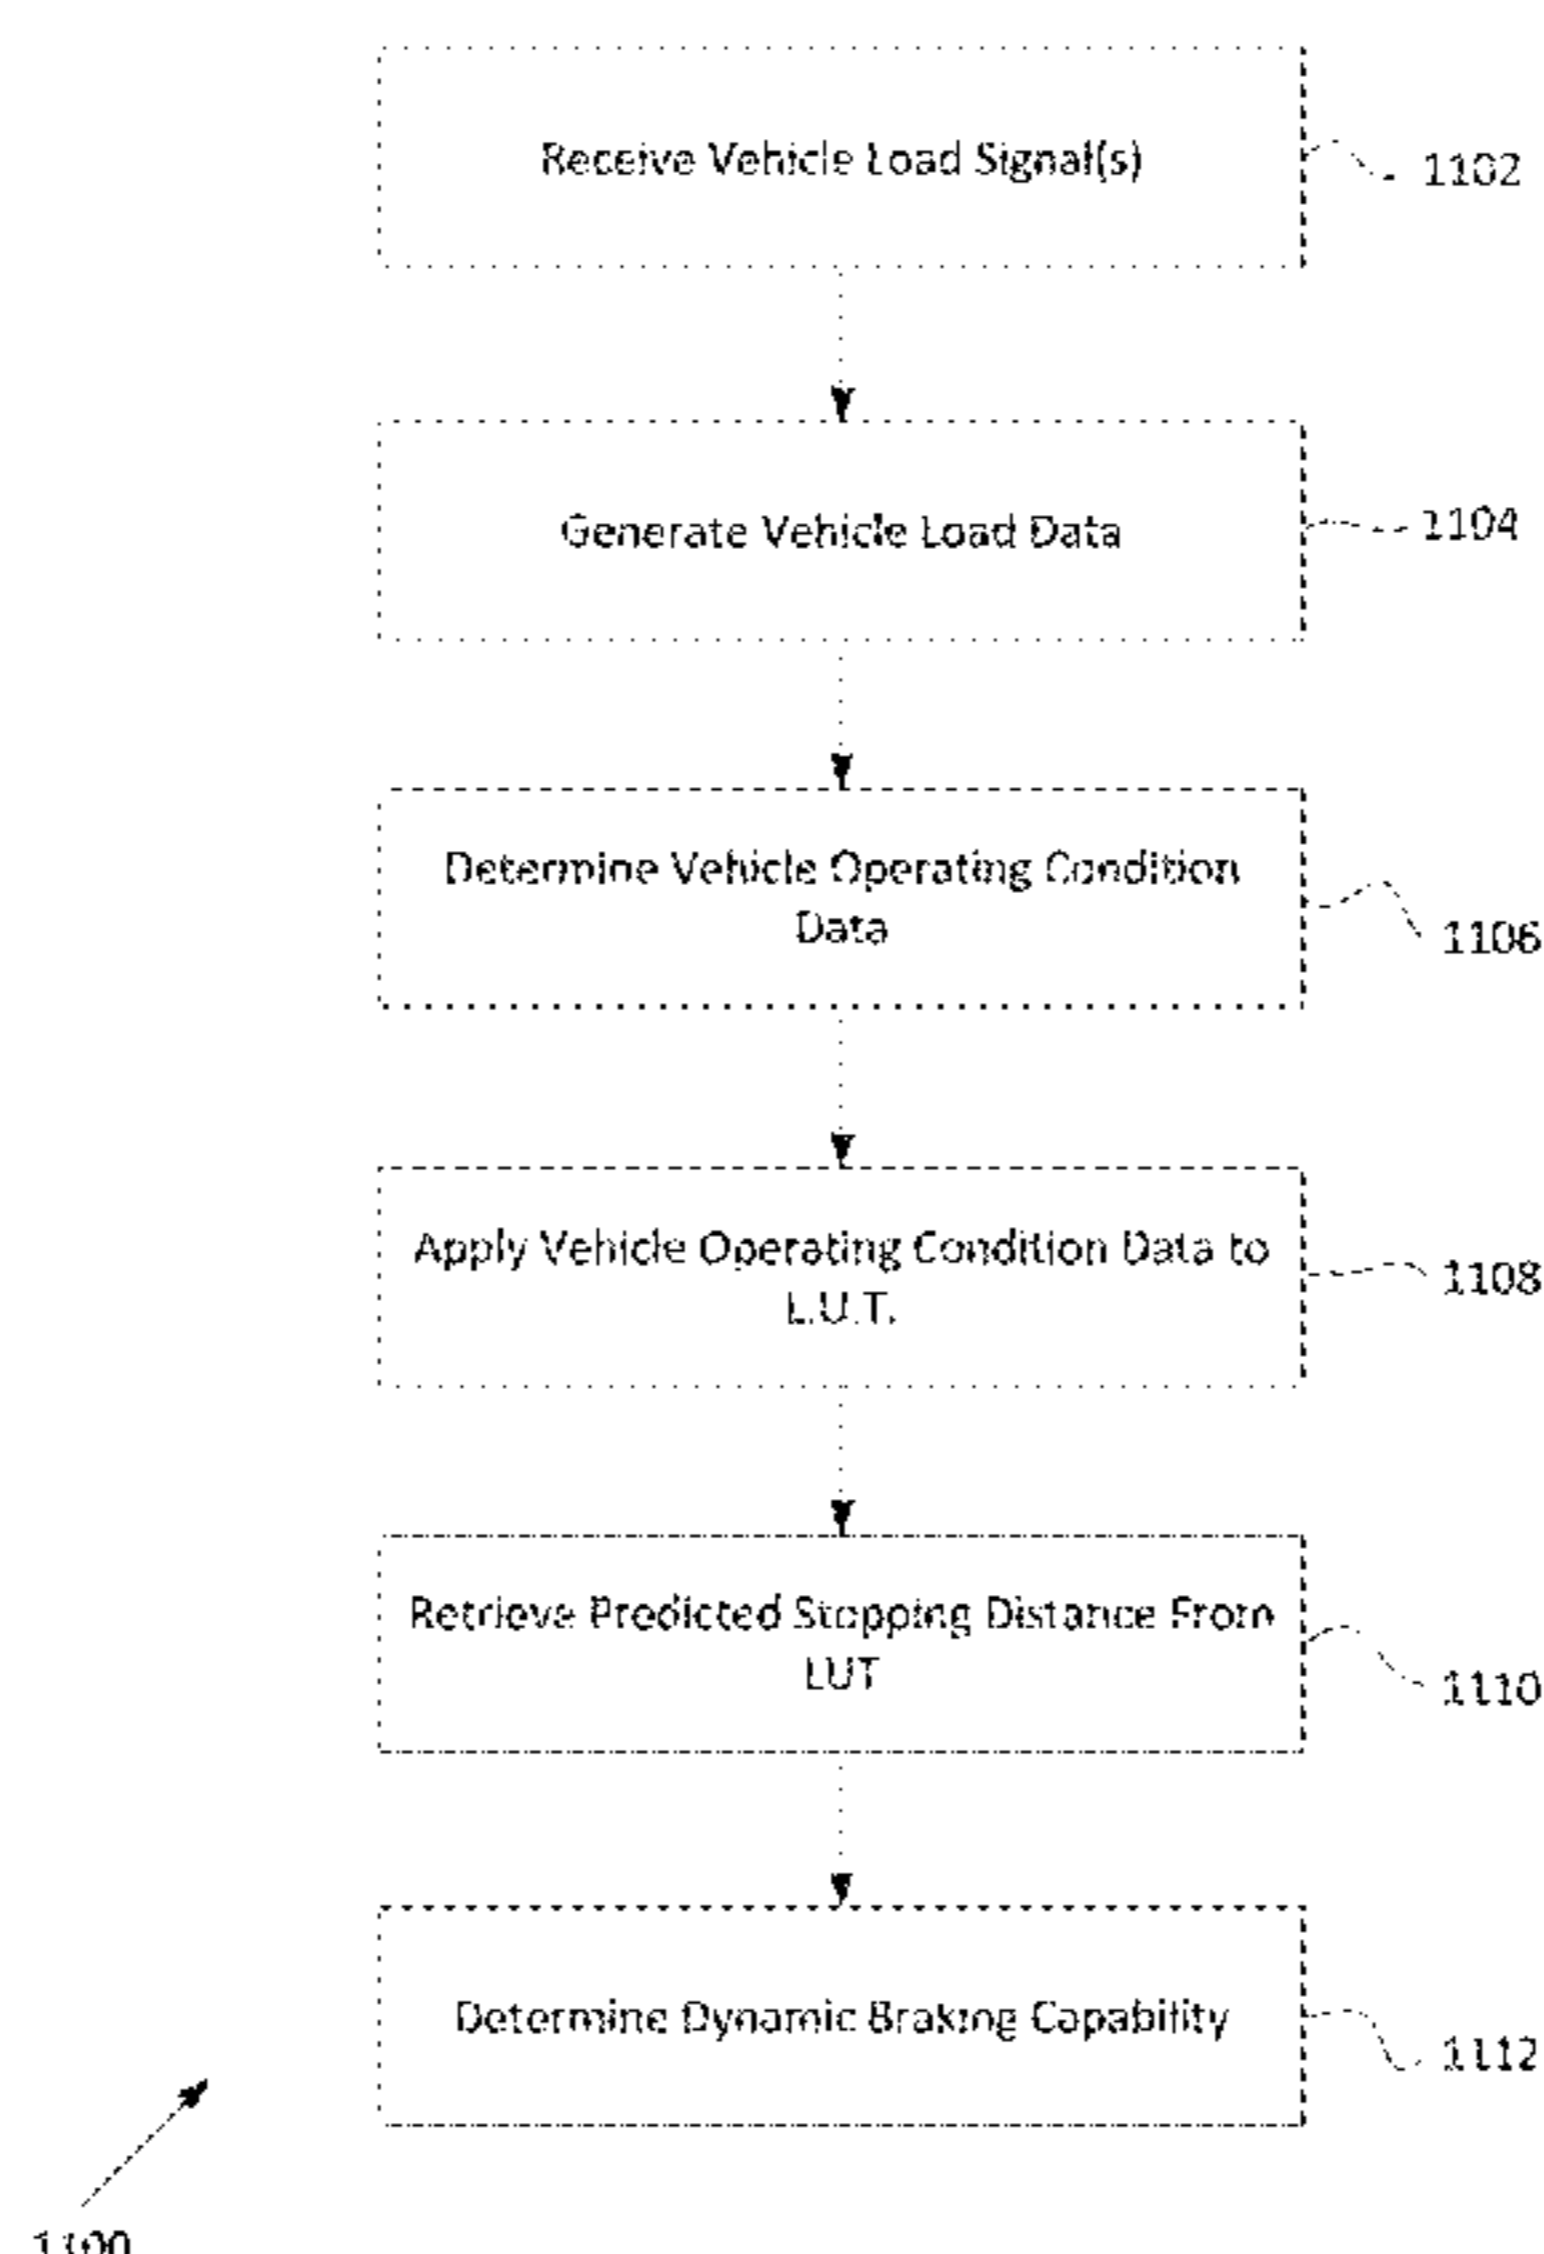 Receive Vehicle Load Signal(s)
1102
Generate Vehicle Load Data
1104
Determine Vehicle Operating Condition
Data
1106
Apply Vehicle Operating Condition Data to
L.U.T.
1108
Retrieve Predicted Stopping Distance From
LUT
1110
Determine Dynamic Braking Capability
1112
1100